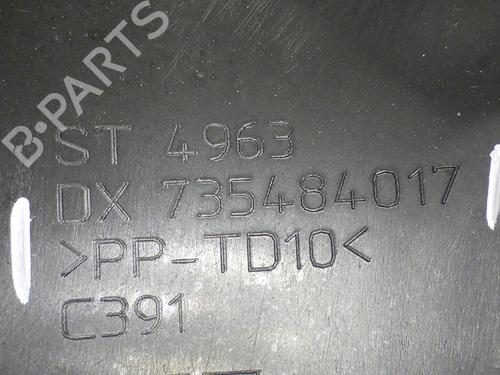 B-PARTS
ST 4963
DX 735484017
>PP-TD10<
C391